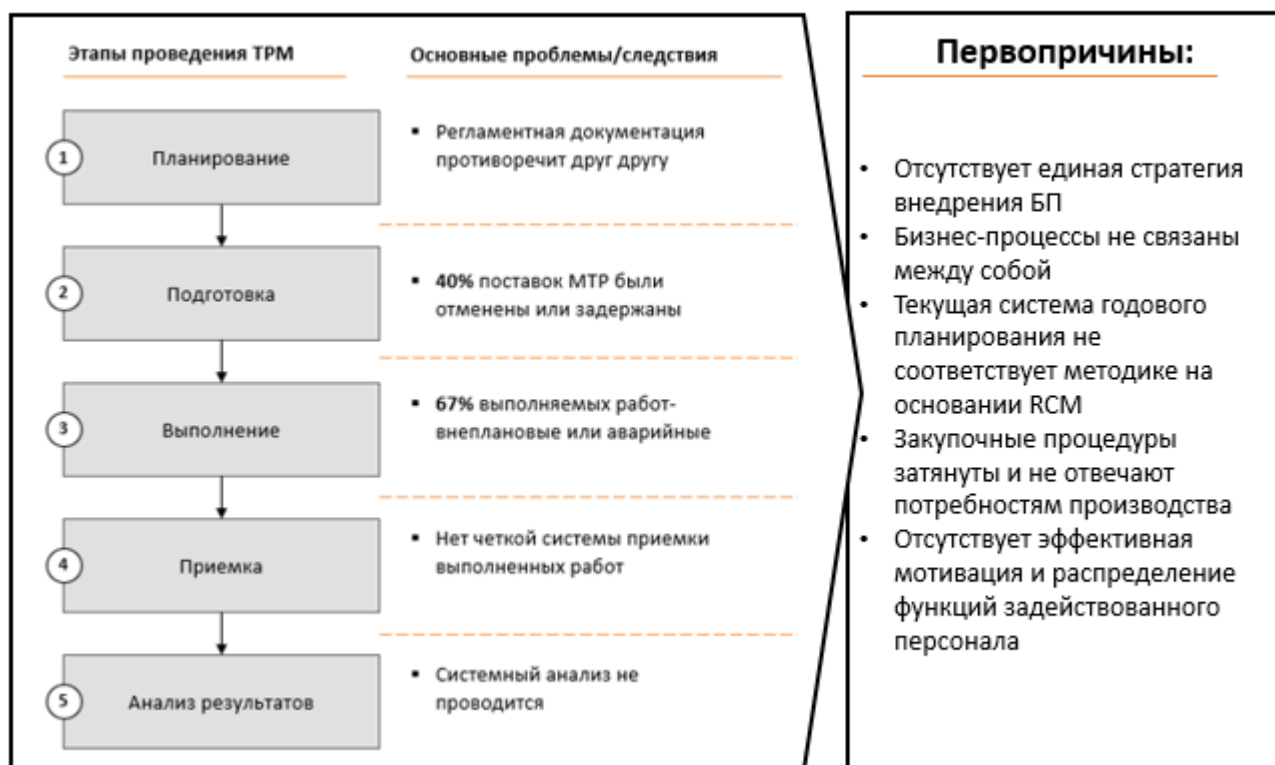 Этапы проведения ТРМ
Основные проблемы/следствия
1
Планирование
▪ Регламентная документация
противоречит друг другу
2
Подготовка
▪ 40% поставок МТР были
отменены или задержаны
3
Выполнение
▪ 67% выполняемых работ-
внеплановые или аварийные
4
Приемка
▪ Нет четкой системы приемки
выполненных работ
5
Анализ результатов
▪ Системный анализ не
проводится
Первопричины:
• Отсутствует единая стратегия
внедрения БП
• Бизнес-процессы не связаны
между собой
• Текущая система годового
планирования не
соответствует методике на
основании RCM
• Закупочные процедуры
затянуты и не отвечают
потребностям производства
• Отсутствует эффективная
мотивация и распределение
функций задействованного
персонала